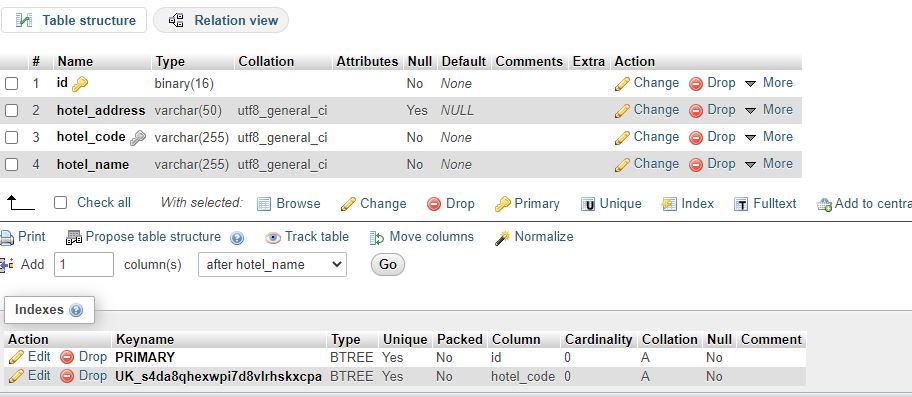 Table structure Relation view
# Name Type Collation Attributes Null Default Comments Extra Action
1 id binary(16) No None Change Drop More
2 hotel_address varchar(50) utf8_general_ci Yes NULL Change Drop More
3 hotel_code varchar(255) utf8_general_ci No None Change Drop More
4 hotel_name varchar(255) utf8_general_ci No None Change Drop More
Check all With selected: Browse Change Drop Primary Unique Index Fulltext Add to centra
Print Propose table structure Track table Move columns Normalize
Add 1 column(s) after hotel_name Go
Indexes
Action Keyname Type Unique Packed Column Cardinality Collation Null Comment
Edit Drop PRIMARY BTREE Yes No id 0 A No
Edit Drop UK_s4da8qhexwpi7d8vlrhskxcpa BTREE Yes No hotel_code 0 A No